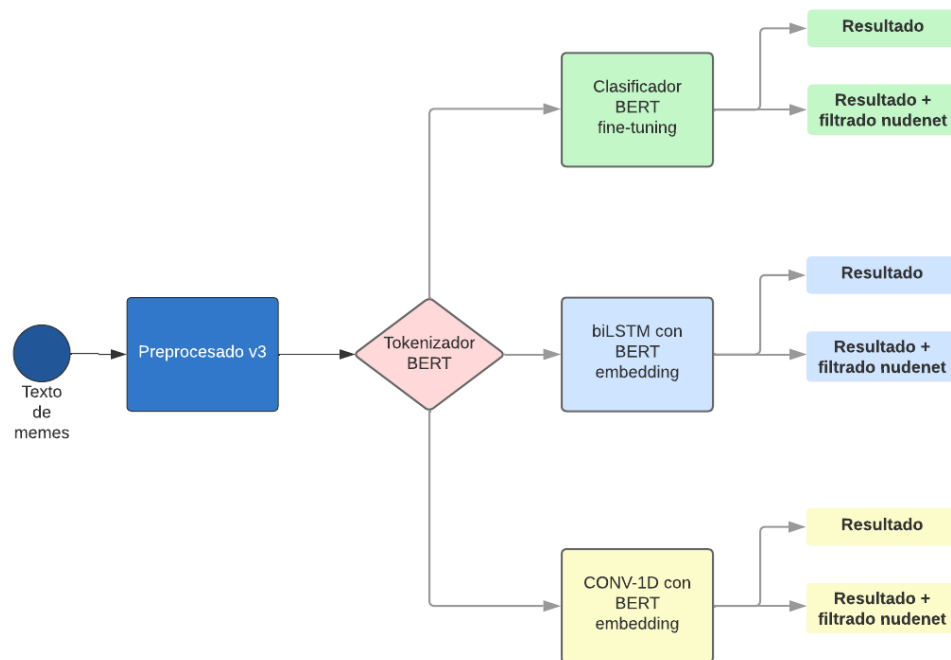 Texto
de
memes
Preprocesado v3
Tokenizador
BERT
Clasificador
BERT
fine-tuning
Resultado
Resultado +
filtrado nudenet
biLSTM con
BERT
embedding
Resultado
Resultado +
filtrado nudenet
CONV-1D con
BERT
embedding
Resultado
Resultado +
filtrado nudenet